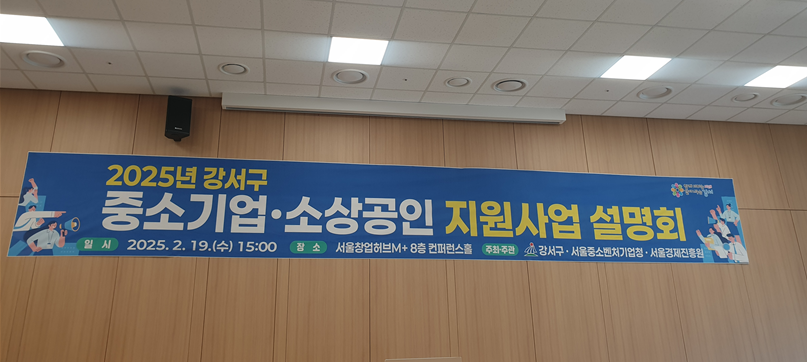 2025년 강서구
중소기업·소상공인 지원사업 설명회
일 시 2025. 2. 19.(수) 15:00 장 소 서울창업허브M+ 8층 컨퍼런스홀 주최·주관 강서구 · 서울중소벤처기업청 · 서울경제진흥원